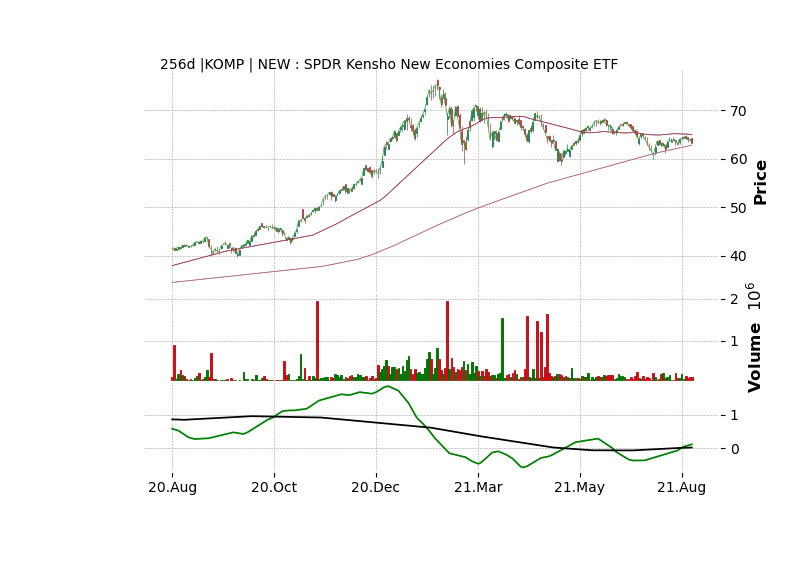 256d |KOMP | NEW : SPDR Kensho New Economies Composite ETF
70
60
50
40
Price
2
1
Volume 10^6
1
0
20.Aug 20.Oct 20.Dec 21.Mar 21.May 21.Aug